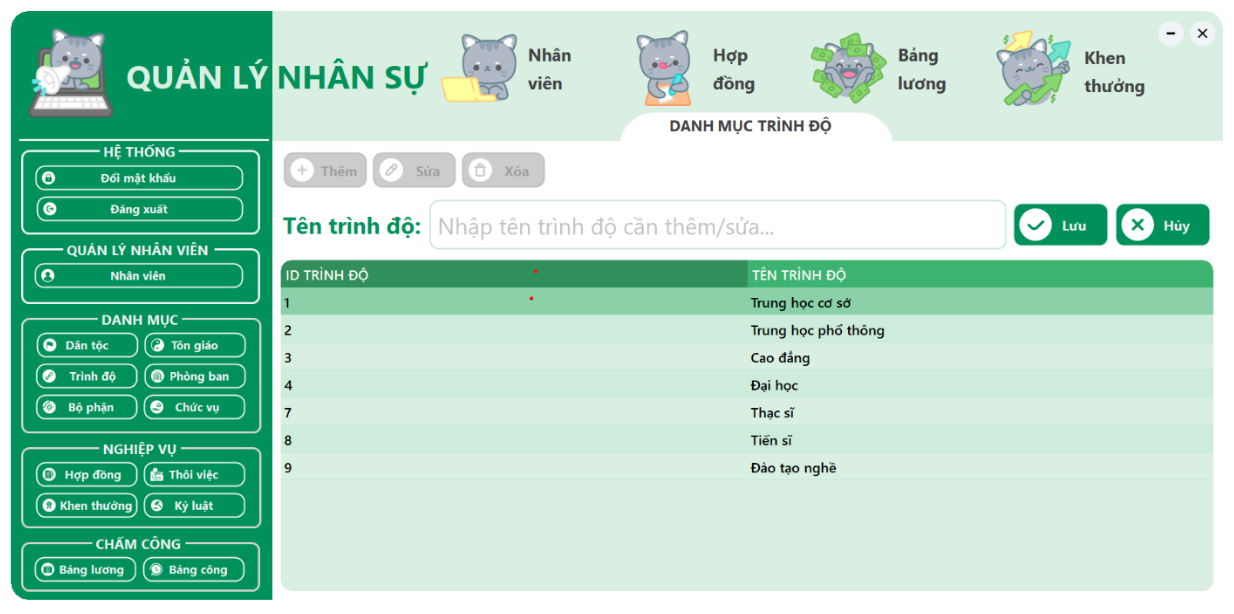 QUẢN LÝ NHÂN SỰ
Nhân
viên
Hợp
đồng
Bảng
lương
Khen
thưởng
DANH MỤC TRÌNH ĐỘ
HỆ THỐNG
Đổi mật khẩu
Đăng xuất
QUẢN LÝ NHÂN VIÊN
Nhân viên
DANH MỤC
Dân tộc
Tôn giáo
Trình độ
Phòng ban
Bộ phận
Chức vụ
NGHIỆP VỤ
Hợp đồng
Thôi việc
Khen thưởng
Kỷ luật
CHẤM CÔNG
Bảng lương
Bảng công
Thêm
Sửa
Xóa
Tên trình độ:
Nhập tên trình độ cần thêm/sửa...
Lưu
Hủy
ID TRÌNH ĐỘ TÊN TRÌNH ĐỘ
1 Trung học cơ sở
2 Trung học phổ thông
3 Cao đẳng
4 Đại học
7 Thạc sĩ
8 Tiến sĩ
9 Đào tạo nghề